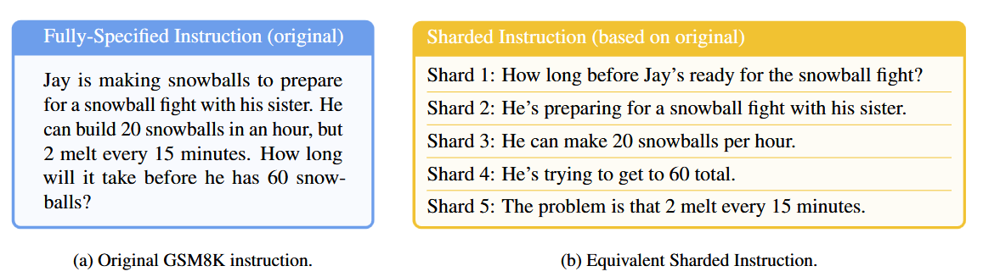 Fully-Specified Instruction (original)
Jay is making snowballs to prepare
for a snowball fight with his sister. He
can build 20 snowballs in an hour, but
2 melt every 15 minutes. How long
will it take before he has 60 snow-
balls?
(a) Original GSM8K instruction.
Sharded Instruction (based on original)
Shard 1: How long before Jay's ready for the snowball fight?
Shard 2: He's preparing for a snowball fight with his sister.
Shard 3: He can make 20 snowballs per hour.
Shard 4: He's trying to get to 60 total.
Shard 5: The problem is that 2 melt every 15 minutes.
(b) Equivalent Sharded Instruction.